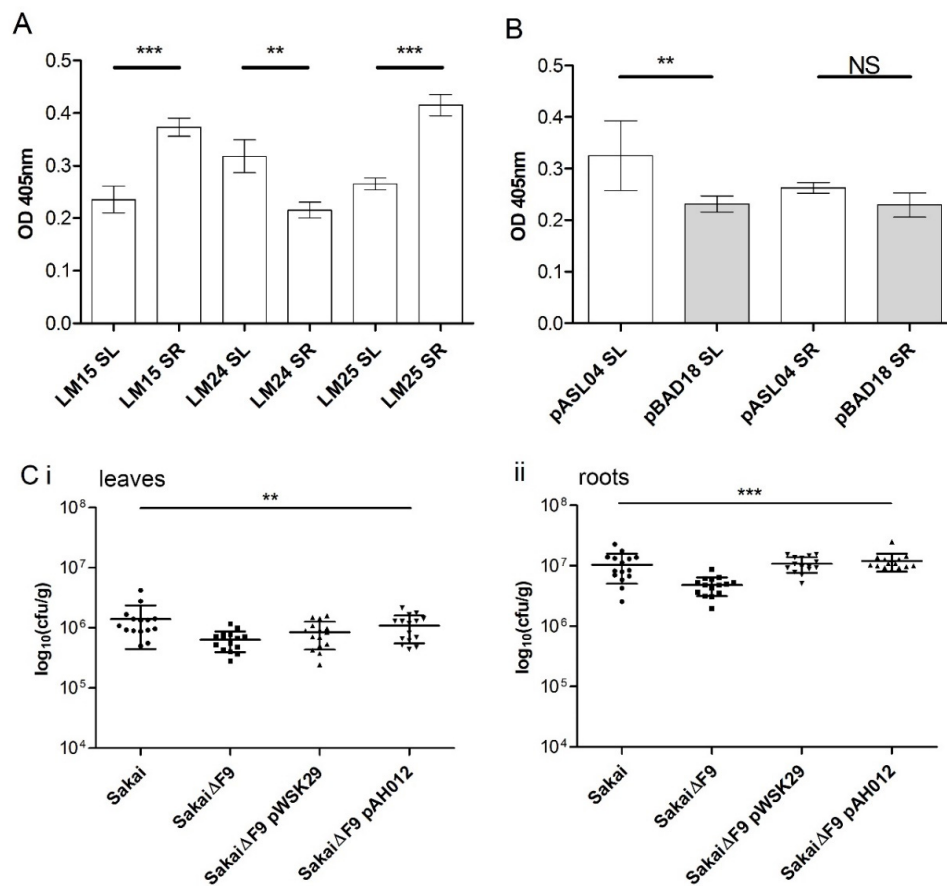 A
*** ** ***
OD 405nm
0.5
0.4
0.3
0.2
0.1
0.0
LM15 SL
LM15 SR
LM24 SL
LM24 SR
LM25 SL
LM25 SR
B
** NS
OD 405nm
0.5
0.4
0.3
0.2
0.1
0.0
pASL04 SL
pBAD18 SL
pASL04 SR
pBAD18 SR
C i leaves
**
log₁₀(cfu/g)
10⁸
10⁷
10⁶
10⁵
10⁴
Sakai
SakaiΔF9
SakaiΔF9 pWSK29
SakaiΔF9 pAH012
ii roots
***
log₁₀(cfu/g)
10⁸
10⁷
10⁶
10⁵
10⁴
Sakai
SakaiΔF9
SakaiΔF9 pWSK29
SakaiΔF9 pAH012